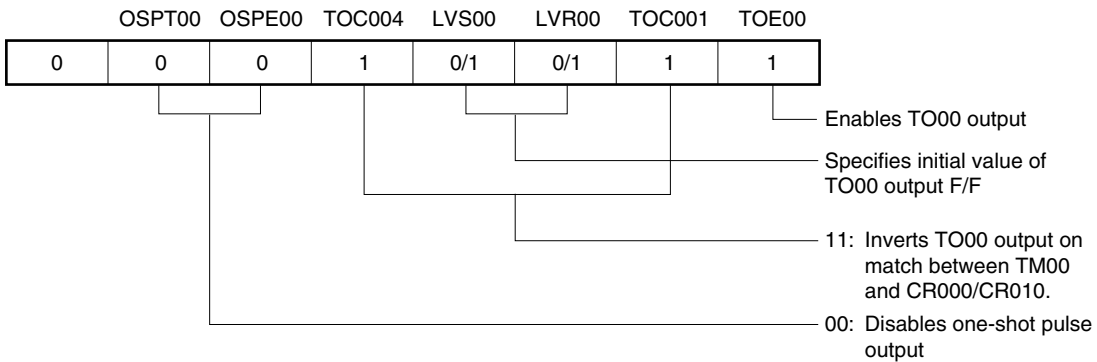 OSPT00 OSPE00 TOC004 LVS00 LVR00 TOC001 TOE00
0 0 0 1 0/1 0/1 1 1
Enables TO00 output
Specifies initial value of
TO00 output F/F
11: Inverts TO00 output on
match between TM00
and CR000/CR010.
00: Disables one-shot pulse
output